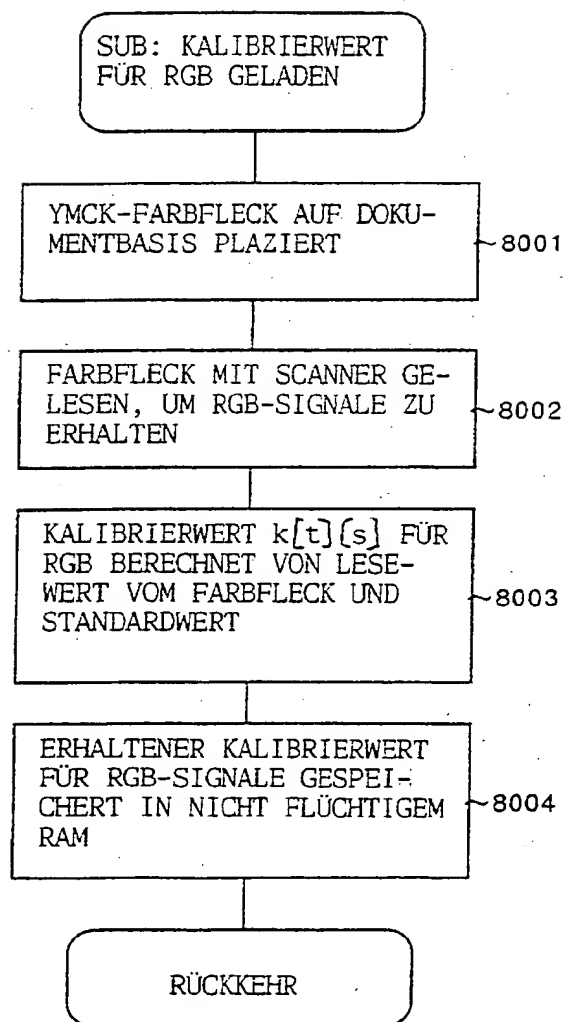 SUB: KALIBRIERWERT
FÜR RGB GELADEN
YMCK-FARBFLECK AUF DOKU-
MENTBASIS PLAZIERT
8001
FARBFLECK MIT SCANNER GE-
LESEN, UM RGB-SIGNALE ZU
ERHALTEN
8002
KALIBRIERWERT k[t][s] FÜR
RGB BERECHNET VON LESE-
WERT VOM FARBFLECK UND
STANDARDWERT
8003
ERHALTENER KALIBRIERWERT
FÜR RGB-SIGNALE GESPEI-
CHERT IN NICHT FLÜCHTIGEM
RAM
8004
RÜCKKEHR